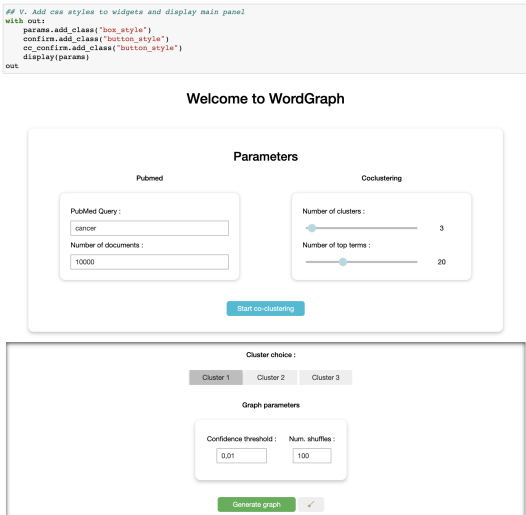 ## V. Add css styles to widgets and display main panel
with out:
    params.add_class("box_style")
    confirm.add_class("button_style")
    cc_confirm.add_class("button_style")
    display(params)
out
Welcome to WordGraph
Parameters
Pubmed
Coclustering
PubMed Query :
cancer
Number of documents :
10000
Number of clusters :
3
Number of top terms :
20
Start co-clustering
Cluster choice :
Cluster 1 Cluster 2 Cluster 3
Graph parameters
Confidence threshold : Num. shuffles :
0,01 100
Generate graph